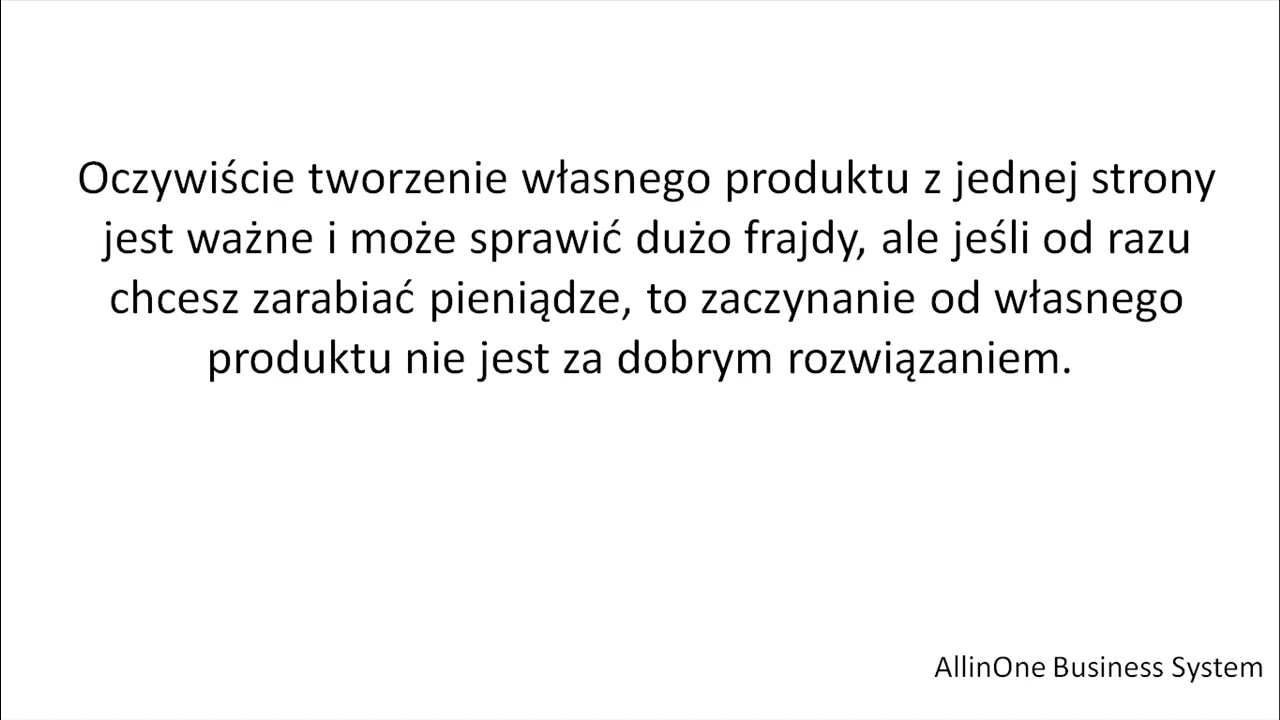 Oczywiście tworzenie własnego produktu z jednej strony
jest ważne i może sprawić dużo frajdy, ale jeśli od razu
chcesz zarabiać pieniądze, to zaczynanie od własnego
produktu nie jest za dobrym rozwiązaniem.
AllinOne Business System